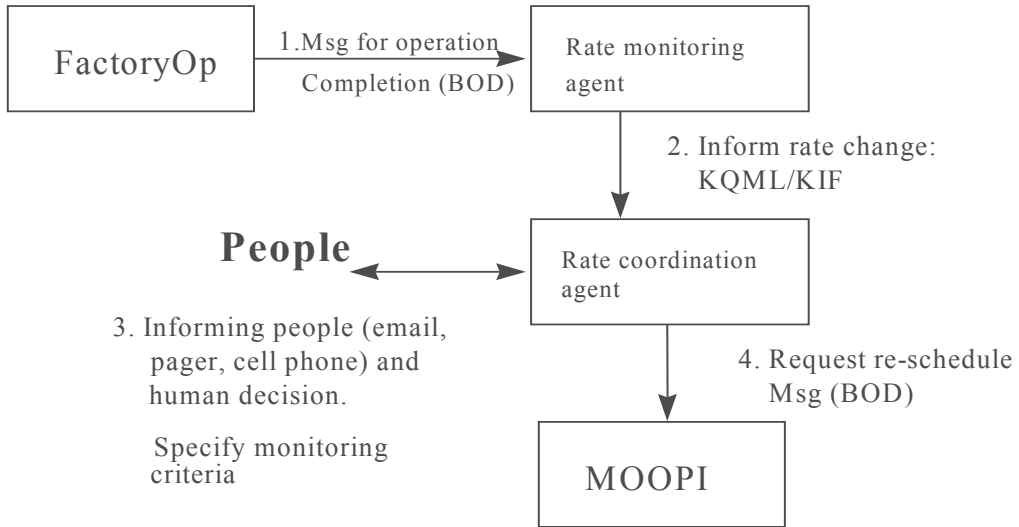 FactoryOp
1.Msg for operation
Completion (BOD)
Rate monitoring
agent
2. Inform rate change:
KQML/KIF
People
Rate coordination
agent
3. Informing people (email,
pager, cell phone) and
human decision.
Specify monitoring
criteria
4. Request re-schedule
Msg (BOD)
MOOPI